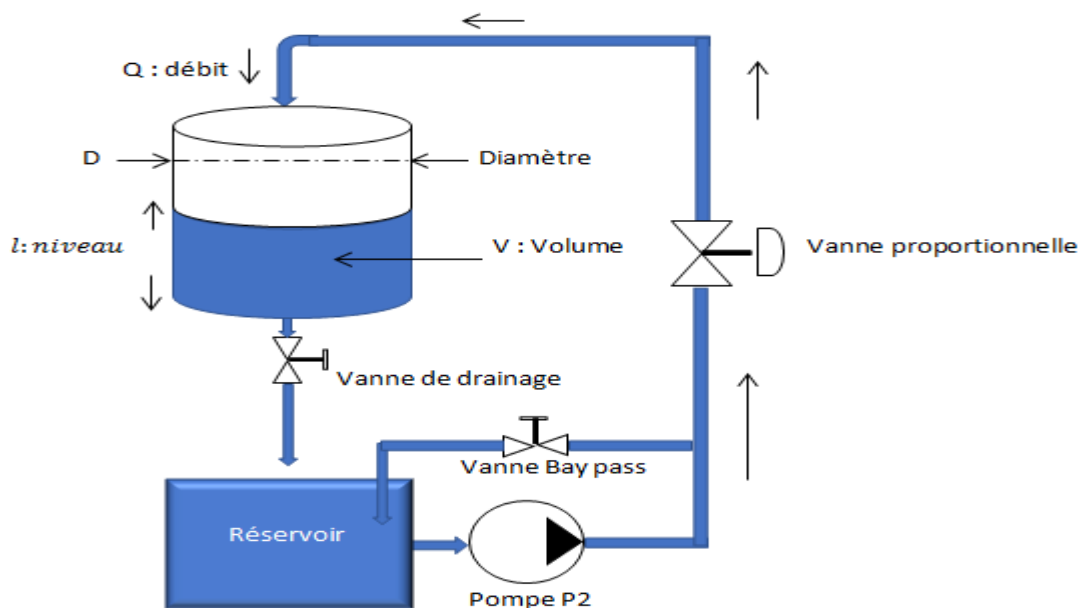 Q : débit
D
Diamètre
l: niveau
V : Volume
Vanne proportionnelle
Vanne de drainage
Vanne Bay pass
Réservoir
Pompe P2